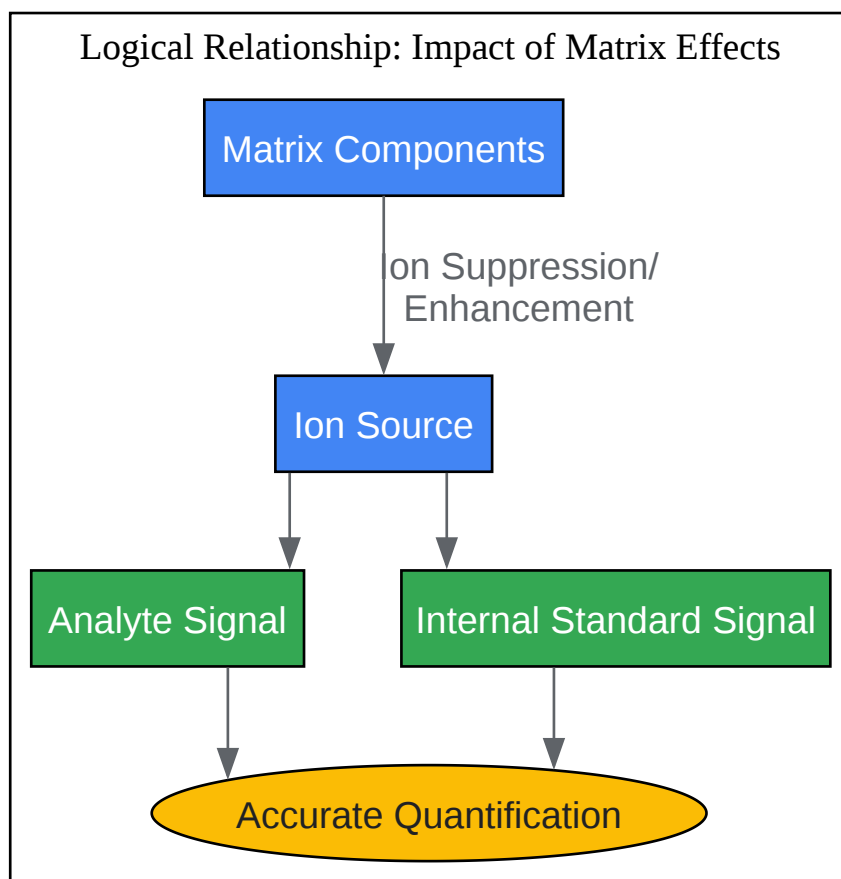 Logical Relationship: Impact of Matrix Effects
Matrix Components
Ion Suppression/
Enhancement
Ion Source
Analyte Signal
Internal Standard Signal
Accurate Quantification